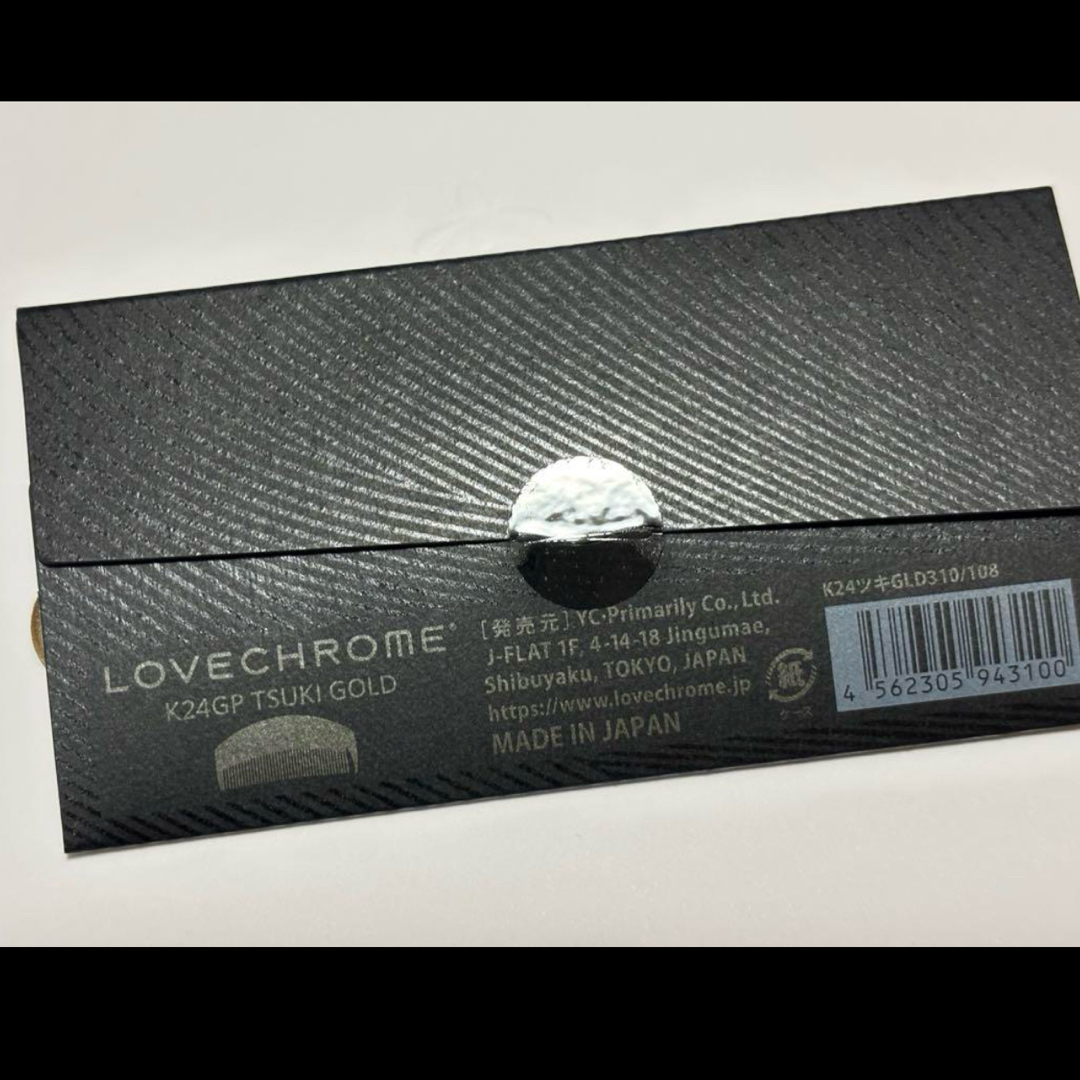 LOVECHROME®
K24GP TSUKI GOLD
[発売元] YC・Primarily Co., Ltd.
J-FLAT 1F, 4-14-18 Jingumae,
Shibuyaku, TOKYO, JAPAN
https://www.lovechrome.jp
MADE IN JAPAN
紙
ケース
K24ツキGLD310/108
4 562305 943100